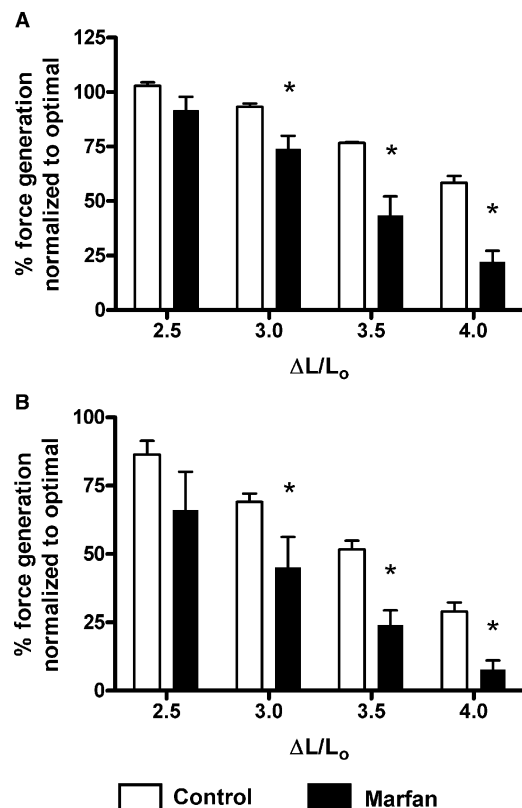 A
% force generation
normalized to optimal
125
100
75
50
25
0
*
*
*
2.5 3.0 3.5 4.0
ΔL/Lo
B
% force generation
normalized to optimal
100
75
50
25
0
*
*
*
2.5 3.0 3.5 4.0
ΔL/Lo
Control Marfan